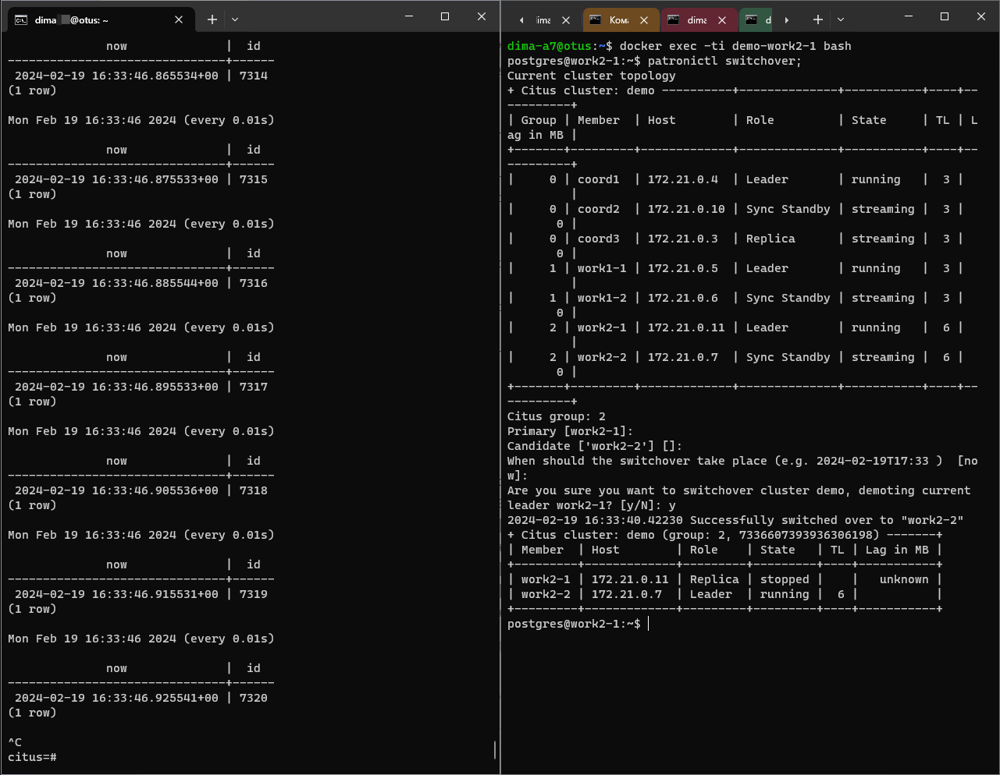 dima @otus: ~
now | id
-------------------------------+------
2024-02-19 16:33:46.865534+00 | 7314
(1 row)
Mon Feb 19 16:33:46 2024 (every 0.01s)
now | id
-------------------------------+------
2024-02-19 16:33:46.875533+00 | 7315
(1 row)
Mon Feb 19 16:33:46 2024 (every 0.01s)
now | id
-------------------------------+------
2024-02-19 16:33:46.885544+00 | 7316
(1 row)
Mon Feb 19 16:33:46 2024 (every 0.01s)
now | id
-------------------------------+------
2024-02-19 16:33:46.895533+00 | 7317
(1 row)
Mon Feb 19 16:33:46 2024 (every 0.01s)
now | id
-------------------------------+------
2024-02-19 16:33:46.905536+00 | 7318
(1 row)
Mon Feb 19 16:33:46 2024 (every 0.01s)
now | id
-------------------------------+------
2024-02-19 16:33:46.915531+00 | 7319
(1 row)
Mon Feb 19 16:33:46 2024 (every 0.01s)
now | id
-------------------------------+------
2024-02-19 16:33:46.925541+00 | 7320
(1 row)
^C
citus=#
ima Кома dima d
dima-a7@otus:~$ docker exec -ti demo-work2-1 bash
postgres@work2-1:~$ patronictl switchover;
Current cluster topology
+ Citus cluster: demo ----------+--------------+-----------+----+--
---------+
| Group | Member  | Host         | Role         | State     | TL | L
ag in MB |
+-------+---------+--------------+--------------+-----------+----+--
---------+
|     0 | coord1  | 172.21.0.4   | Leader       | running   |  3 |
         |
|     0 | coord2  | 172.21.0.10  | Sync Standby | streaming |  3 |
       0 |
|     0 | coord3  | 172.21.0.3   | Replica      | streaming |  3 |
       0 |
|     1 | work1-1 | 172.21.0.5   | Leader       | running   |  3 |
         |
|     1 | work1-2 | 172.21.0.6   | Sync Standby | streaming |  3 |
       0 |
|     2 | work2-1 | 172.21.0.11  | Leader       | running   |  6 |
         |
|     2 | work2-2 | 172.21.0.7   | Sync Standby | streaming |  6 |
       0 |
+-------+---------+--------------+--------------+-----------+----+--
---------+
Citus group: 2
Primary [work2-1]:
Candidate ['work2-2'] []:
When should the switchover take place (e.g. 2024-02-19T17:33 )  [no
w]:
Are you sure you want to switchover cluster demo, demoting current
leader work2-1? [y/N]: y
2024-02-19 16:33:40.42230 Successfully switched over to "work2-2"
+ Citus cluster: demo (group: 2, 7336607393936306198) -------+
| Member  | Host        | Role    | State   | TL | Lag in MB |
+---------+-------------+---------+---------+----+-----------+
| work2-1 | 172.21.0.11 | Replica | stopped |    |   unknown |
| work2-2 | 172.21.0.7  | Leader  | running |  6 |           |
+---------+-------------+---------+---------+----+-----------+
postgres@work2-1:~$